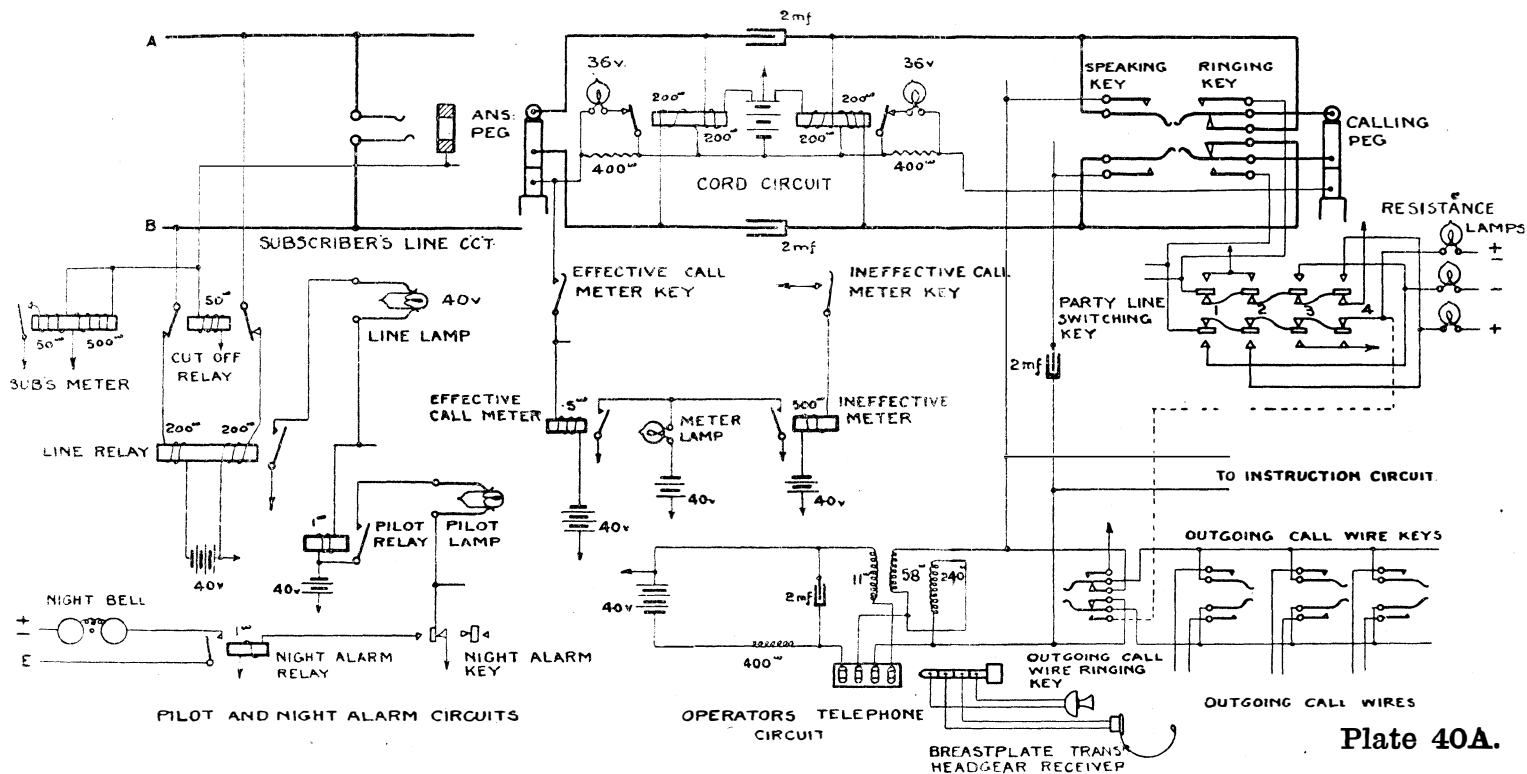 2mf
A
36v.
36v
SPEAKING
KEY
RINGING
KEY
ANS:
PEG
200ω
200ω
200ω
200ω
CALLING
PEG
400ω
400ω
CORD CIRCUIT
B
2mf
SUBSCRIBER'S LINE CCT.
RESISTANCE
LAMPS
+
–
–
+
EFFECTIVE CALL
METER KEY
INEFFECTIVE CALL
METER KEY
50ω
40v
LINE LAMP
PARTY LINE
SWITCHING
KEY
1
2
3
4
50ω
500ω
CUT OFF
RELAY
SUB'S METER
2mf
EFFECTIVE
CALL METER
.5ω
METER
LAMP
500ω
INEFFECTIVE
METER
200ω
200ω
LINE RELAY
TO INSTRUCTION CIRCUIT
40v
40v
40v
1ω
PILOT
RELAY
PILOT
LAMP
40v
40v
OUTGOING CALL WIRE KEYS
11ω
58ω
240ω
2mf
40v
NIGHT BELL
+
–
E
1ω
NIGHT ALARM
RELAY
NIGHT ALARM
KEY
400ω
OUTGOING CALL
WIRE RINGING
KEY
OUTGOING CALL WIRES
PILOT AND NIGHT ALARM CIRCUITS
OPERATORS TELEPHONE
CIRCUIT
BREASTPLATE TRANSR
HEADGEAR RECEIVER
Plate 40A.